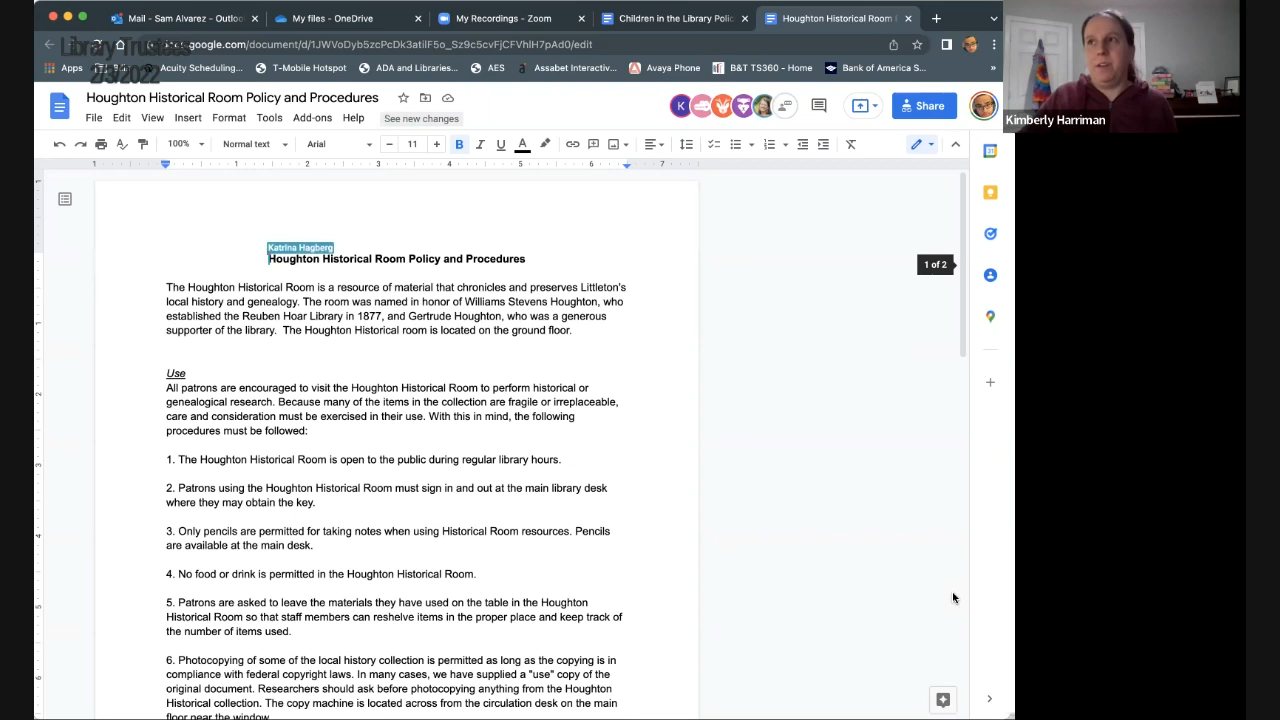 Mail - Sam Alvarez - Outloo
My files - OneDrive
My Recordings - Zoom
Children in the Library Polic
Houghton Historical Room
.google.com/document/d/1JWVoDyb5zcPcDk3atilF5o_Sz9c5cvFjCFVhIH7pAd0/edit
Library Trustees
2/3/2022
Apps
Acuity Scheduling...
T-Mobile Hotspot
ADA and Libraries...
AES
Assabet Interactiv...
Avaya Phone
B&T TS360 - Home
Bank of America S...
Houghton Historical Room Policy and Procedures
File Edit View Insert Format Tools Add-ons Help
See new changes
K
Share
Kimberly Harriman
100%
Normal text
Arial
11
B I U A
1 1 2 3 4 5 6 7
Katrina Hagberg
Houghton Historical Room Policy and Procedures
1 of 2
The Houghton Historical Room is a resource of material that chronicles and preserves Littleton's
local history and genealogy. The room was named in honor of Williams Stevens Houghton, who
established the Reuben Hoar Library in 1877, and Gertrude Houghton, who was a generous
supporter of the library. The Houghton Historical room is located on the ground floor.
Use
All patrons are encouraged to visit the Houghton Historical Room to perform historical or
genealogical research. Because many of the items in the collection are fragile or irreplaceable,
care and consideration must be exercised in their use. With this in mind, the following
procedures must be followed:
1. The Houghton Historical Room is open to the public during regular library hours.
2. Patrons using the Houghton Historical Room must sign in and out at the main library desk
where they may obtain the key.
3. Only pencils are permitted for taking notes when using Historical Room resources. Pencils
are available at the main desk.
4. No food or drink is permitted in the Houghton Historical Room.
5. Patrons are asked to leave the materials they have used on the table in the Houghton
Historical Room so that staff members can reshelve items in the proper place and keep track of
the number of items used.
6. Photocopying of some of the local history collection is permitted as long as the copying is in
compliance with federal copyright laws. In many cases, we have supplied a "use" copy of the
original document. Researchers should ask before photocopying anything from the Houghton
Historical collection. The copy machine is located across from the circulation desk on the main
floor near the window.